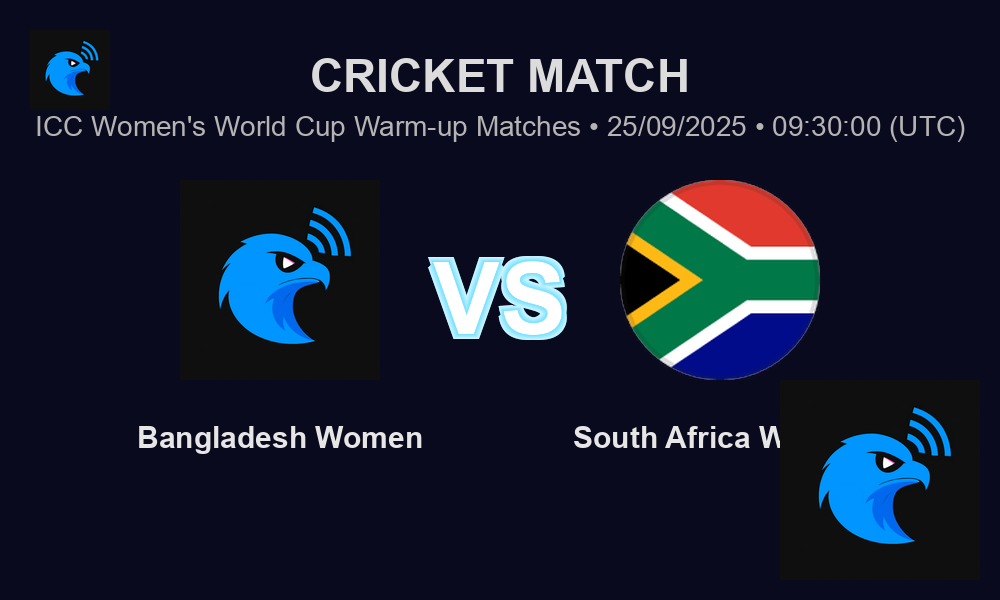 CRICKET MATCH
ICC Women's World Cup Warm-up Matches • 25/09/2025 • 09:30:00 (UTC)
VS
Bangladesh Women
South Africa W